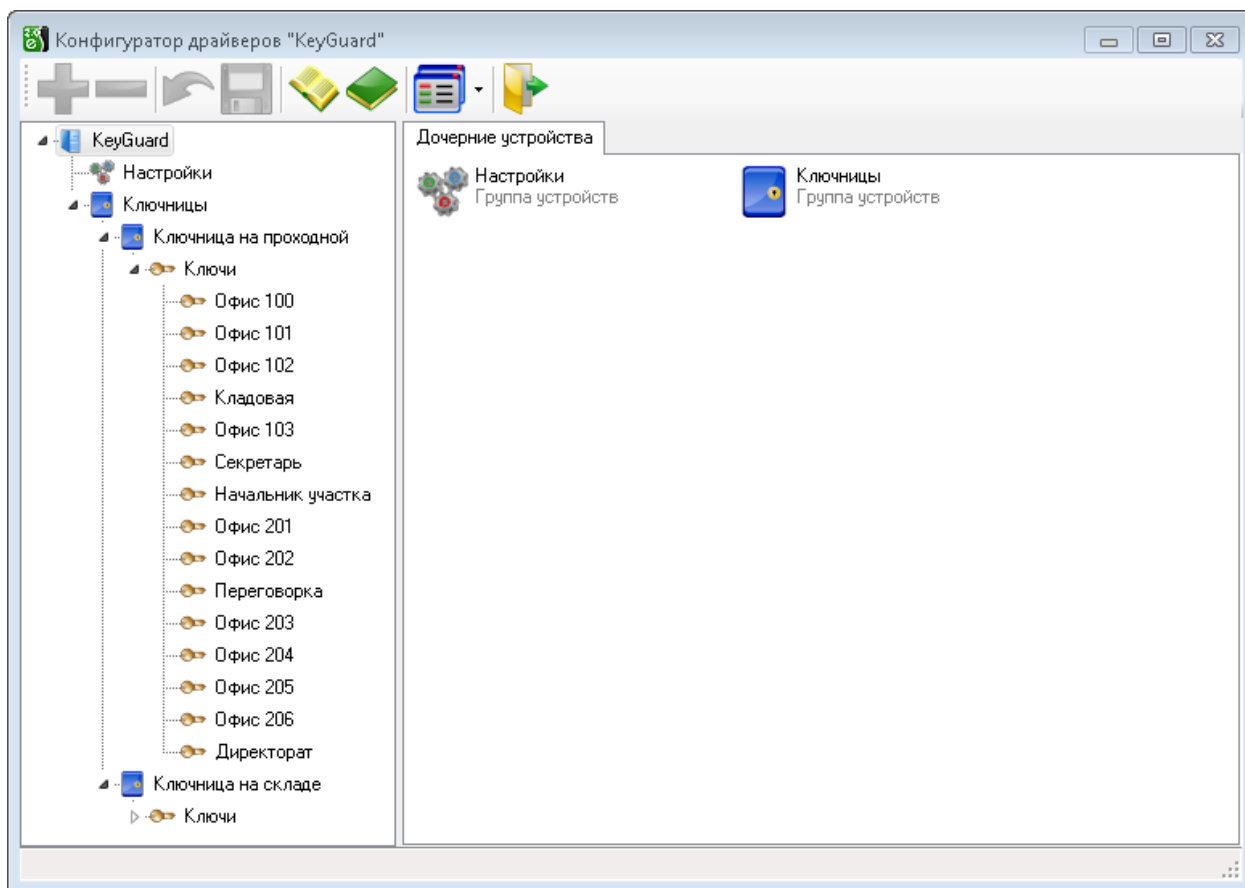 Конфигуратор драйверов "KeyGuard"
KeyGuard
Настройки
Ключницы
Ключница на проходной
Ключи
Офис 100
Офис 101
Офис 102
Кладовая
Офис 103
Секретарь
Начальник участка
Офис 201
Офис 202
Переговорка
Офис 203
Офис 204
Офис 205
Офис 206
Директорат
Ключница на складе
Ключи
Дочерние устройства
Настройки
Группа устройств
Ключницы
Группа устройств